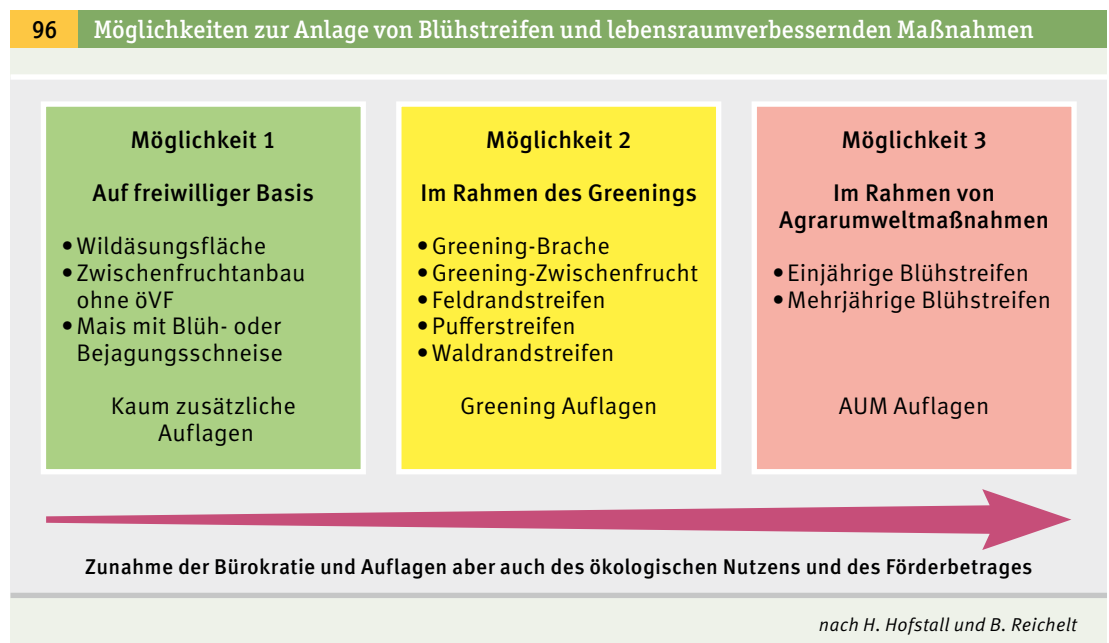 96 Möglichkeiten zur Anlage von Blühstreifen und lebensraumverbessernden Maßnahmen
Möglichkeit 1
Auf freiwilliger Basis
• Wildäsungsfläche
• Zwischenfruchtanbau
ohne öVF
• Mais mit Blüh- oder
Bejagungsschneise
Kaum zusätzliche
Auflagen
Möglichkeit 2
Im Rahmen des Greenings
• Greening-Brache
• Greening-Zwischenfrucht
• Feldrandstreifen
• Pufferstreifen
• Waldrandstreifen
Greening Auflagen
Möglichkeit 3
Im Rahmen von
Agrarumweltmaßnahmen
• Einjährige Blühstreifen
• Mehrjährige Blühstreifen
AUM Auflagen
Zunahme der Bürokratie und Auflagen aber auch des ökologischen Nutzens und des Förderbetrages
nach H. Hofstall und B. Reichelt